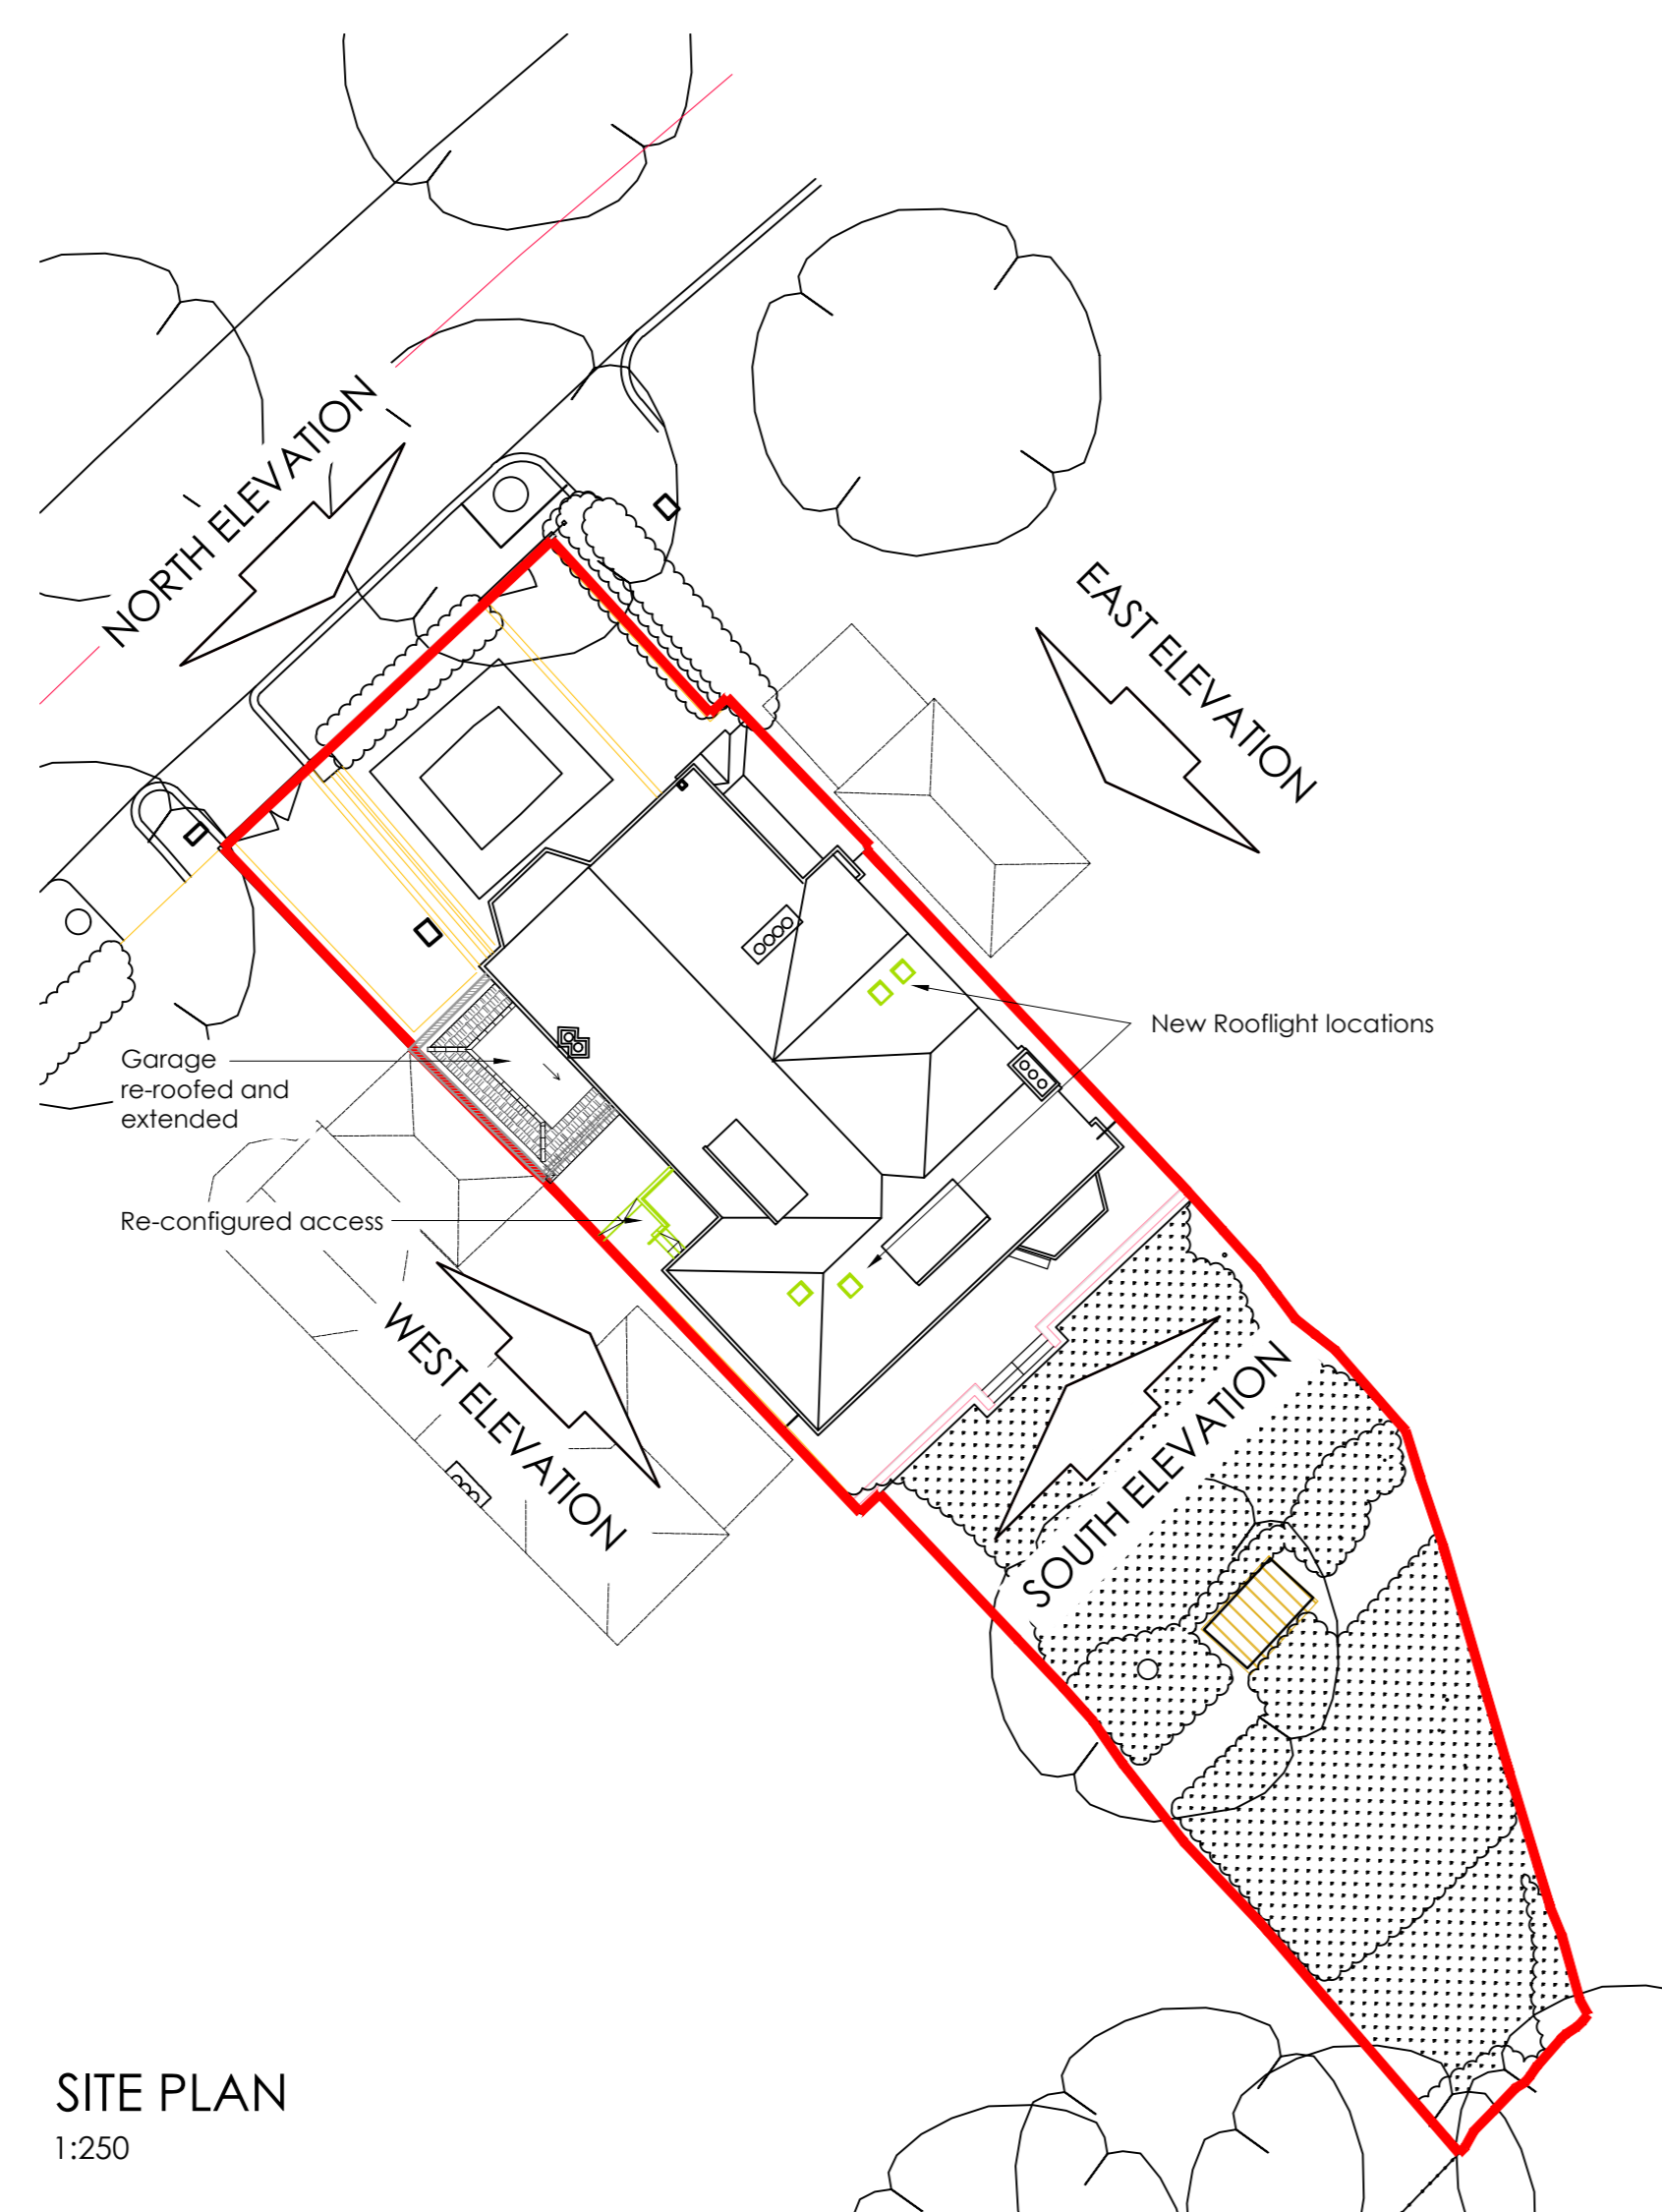 NORTH ELEVATION
EAST ELEVATION
New Rooflight locations
Garage
re-roofed and
extended
Re-configured access
WEST ELEVATION
SOUTH ELEVATION
SITE PLAN
1:250